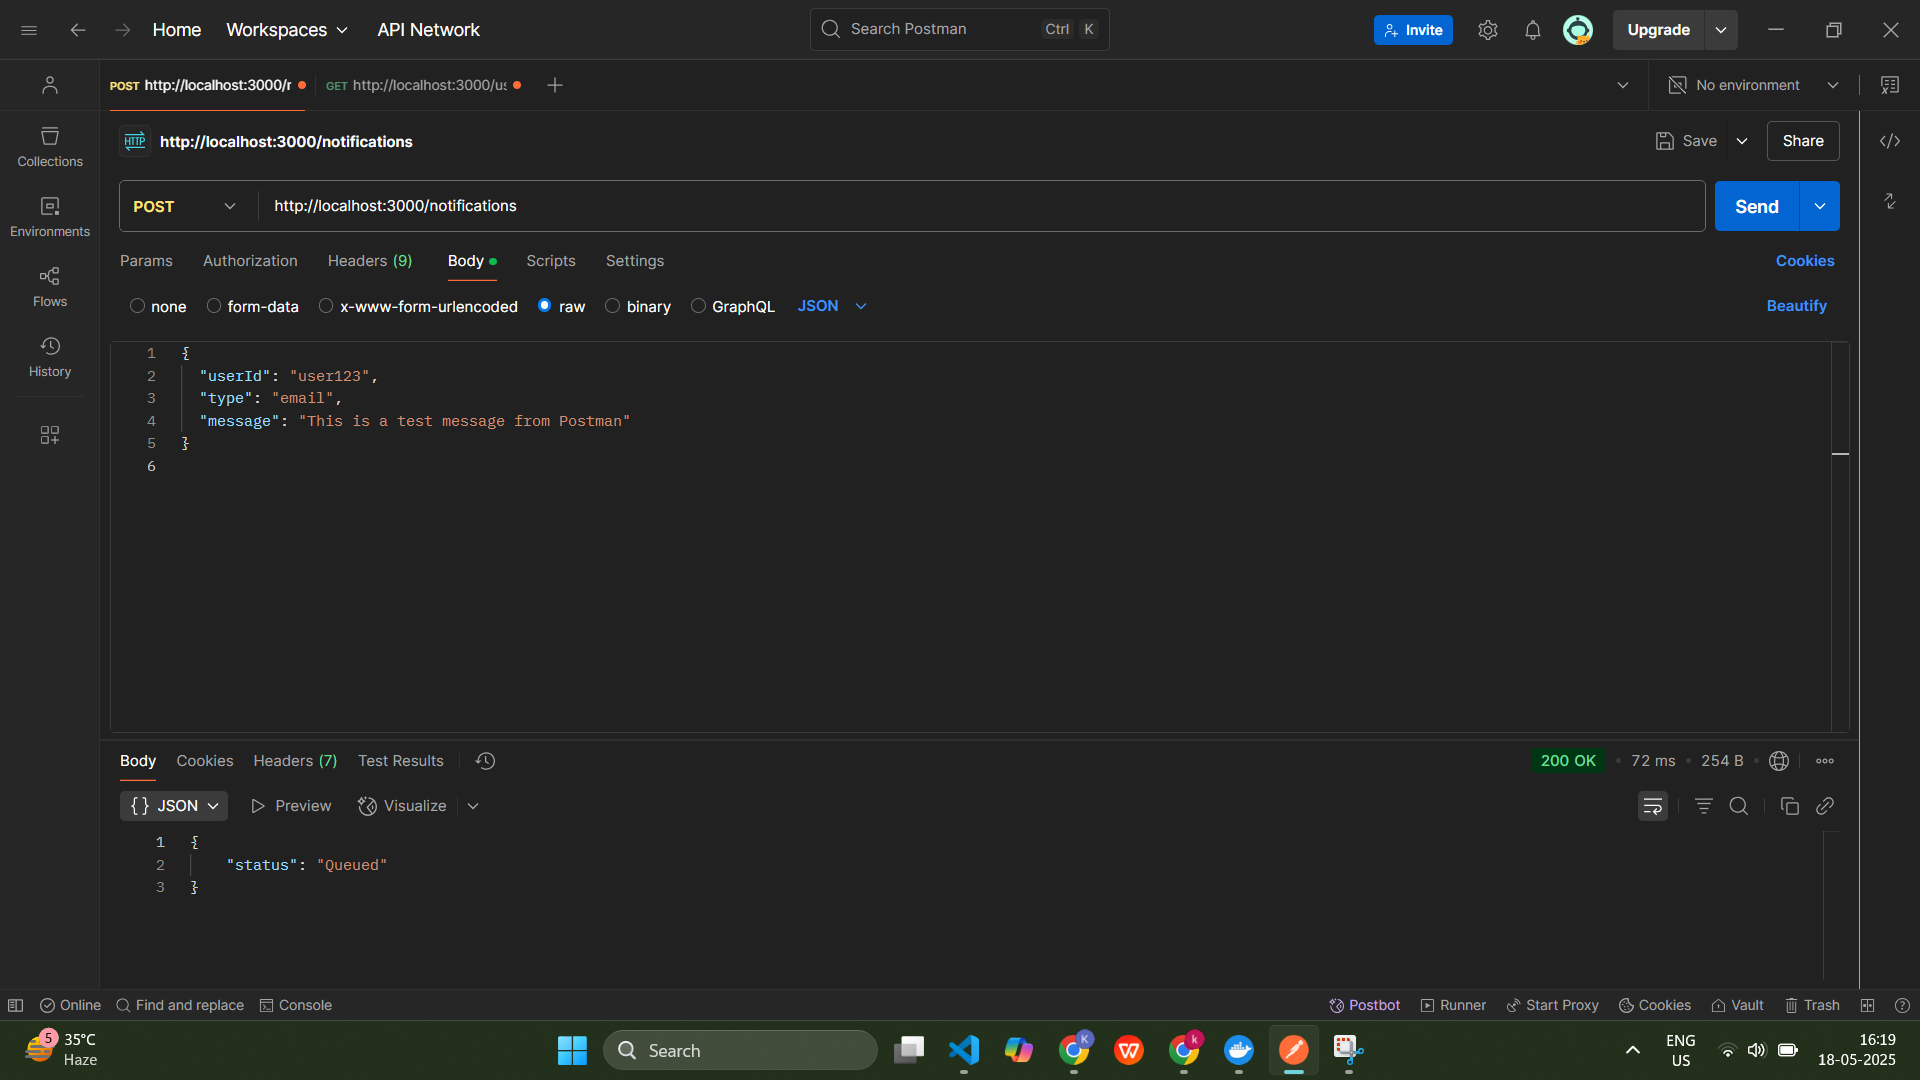 Home
Workspaces
API Network
Search Postman
Ctrl K
Invite
Upgrade
POST http://localhost:3000/r
GET http://localhost:3000/us
No environment
Collections
Environments
Flows
History
HTTP
http://localhost:3000/notifications
Save
Share
POST
http://localhost:3000/notifications
Send
Params
Authorization
Headers (9)
Body
Scripts
Settings
Cookies
none
form-data
x-www-form-urlencoded
raw
binary
GraphQL
JSON
Beautify
1 {
2 "userId": "user123",
3 "type": "email",
4 "message": "This is a test message from Postman"
5 }
6
Body
Cookies
Headers (7)
Test Results
200 OK
72 ms
254 B
{} JSON
Preview
Visualize
1 {
2 "status": "Queued"
3 }
Online
Find and replace
Console
Postbot
Runner
Start Proxy
Cookies
Vault
Trash
5
35°C
Haze
Search
K
W
k
ENG
US
16:19
18-05-2025